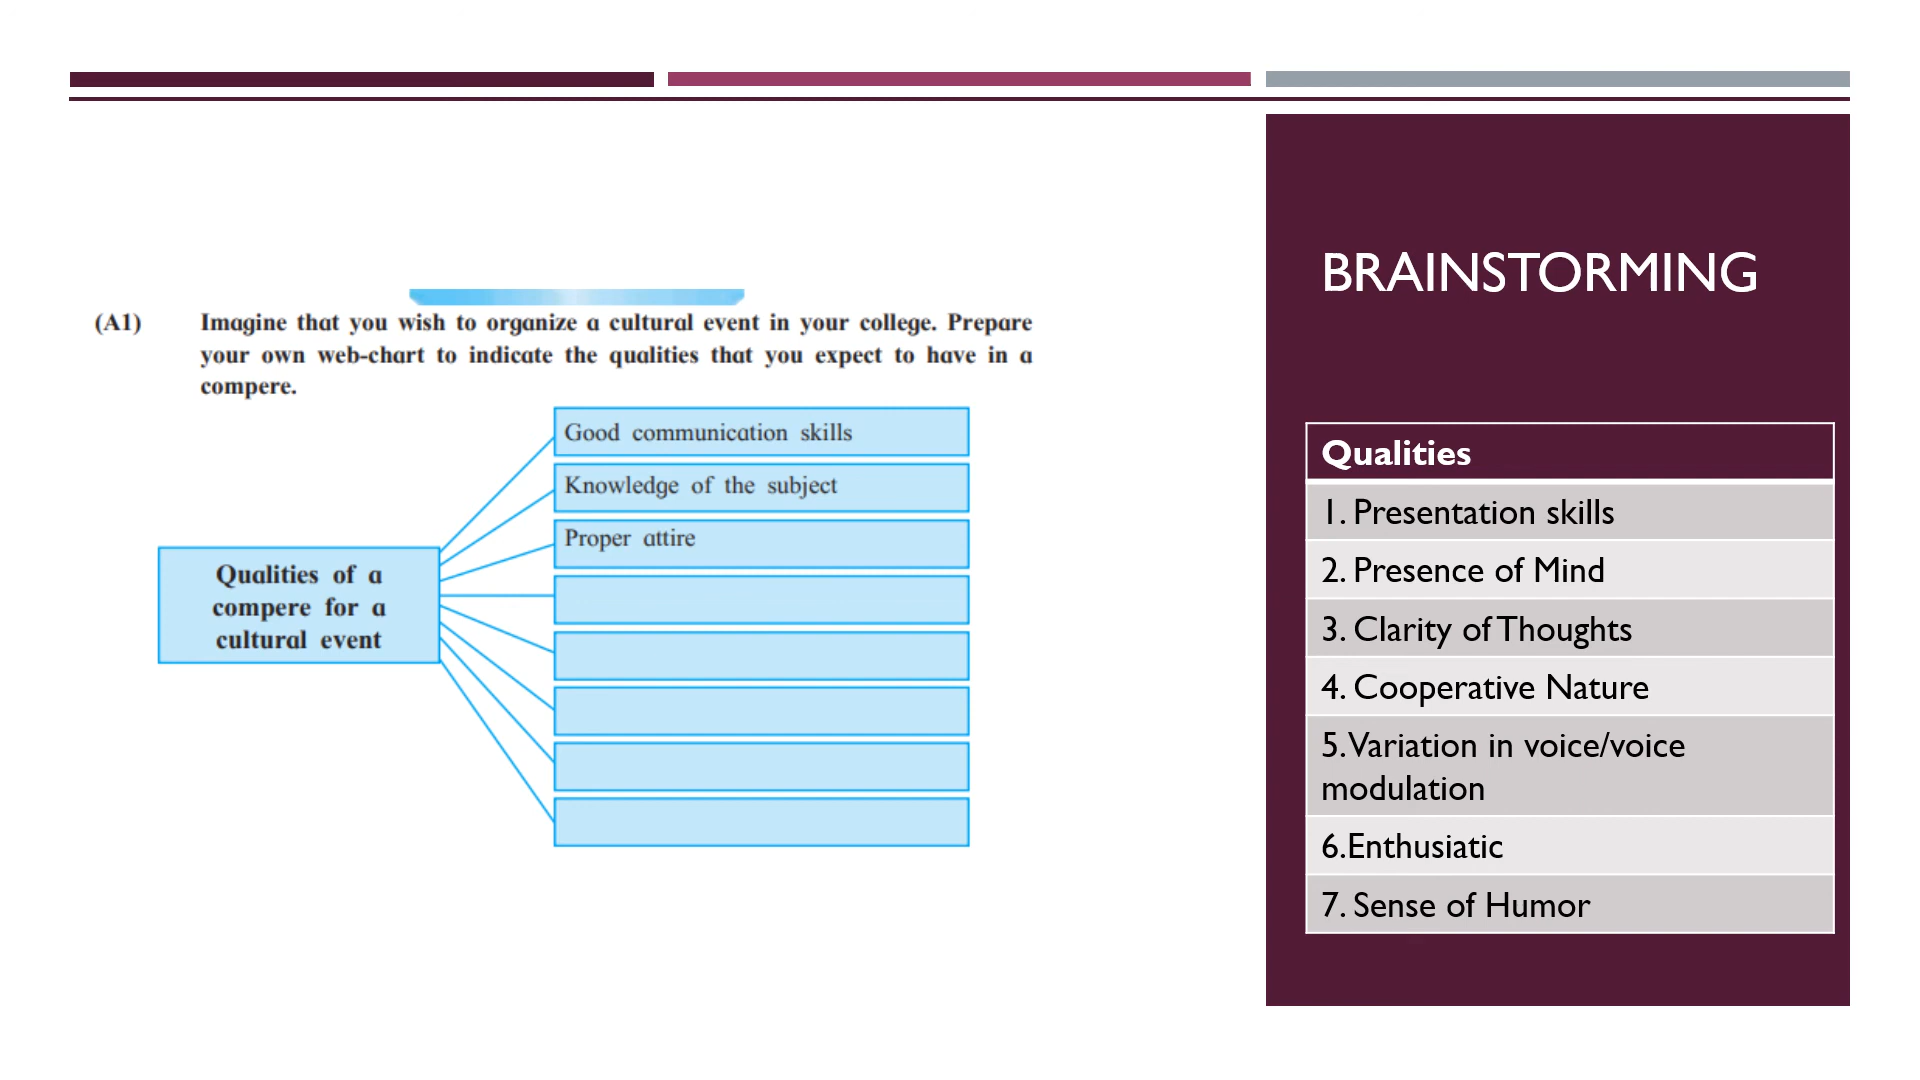 (A1) Imagine that you wish to organize a cultural event in your college. Prepare
your own web-chart to indicate the qualities that you expect to have in a
compere.
Qualities of a
compere for a
cultural event
Good communication skills
Knowledge of the subject
Proper attire
BRAINSTORMING
Qualities
1. Presentation skills
2. Presence of Mind
3. Clarity of Thoughts
4. Cooperative Nature
5.Variation in voice/voice
modulation
6.Enthusiatic
7. Sense of Humor